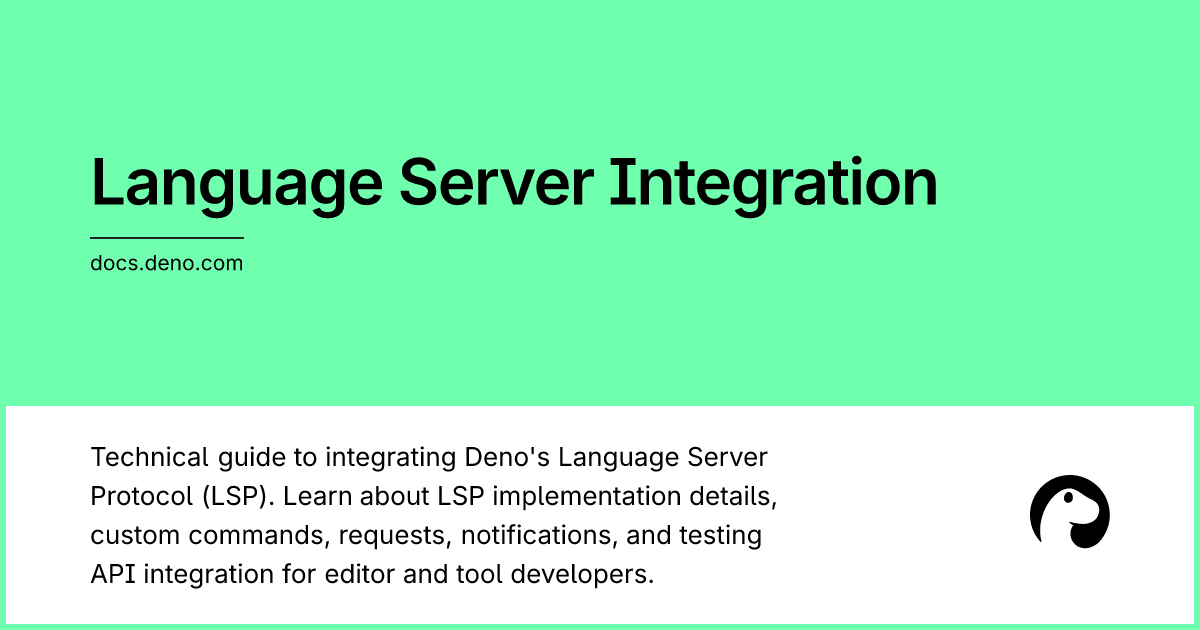 Language Server Integration
docs.deno.com
Technical guide to integrating Deno's Language Server
Protocol (LSP). Learn about LSP implementation details,
custom commands, requests, notifications, and testing
API integration for editor and tool developers.